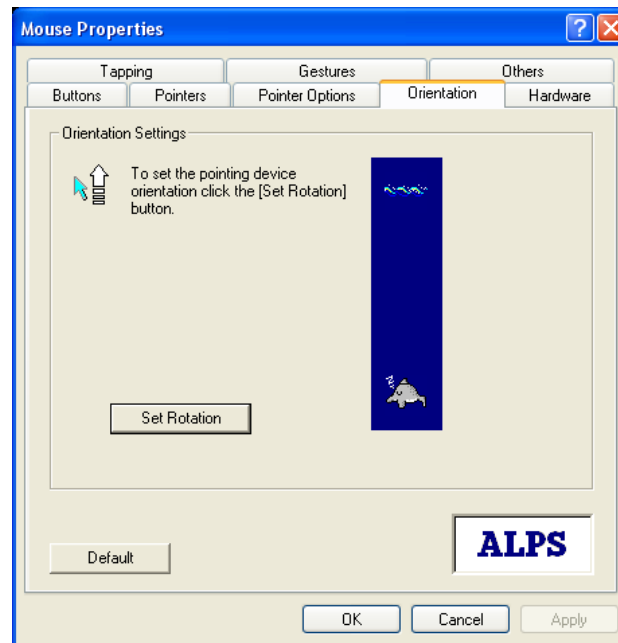 Mouse Properties
Tapping Gestures Others
Buttons Pointers Pointer Options Orientation Hardware
Orientation Settings
To set the pointing device
orientation click the [Set Rotation]
button.
Set Rotation
Default
ALPS
OK Cancel Apply